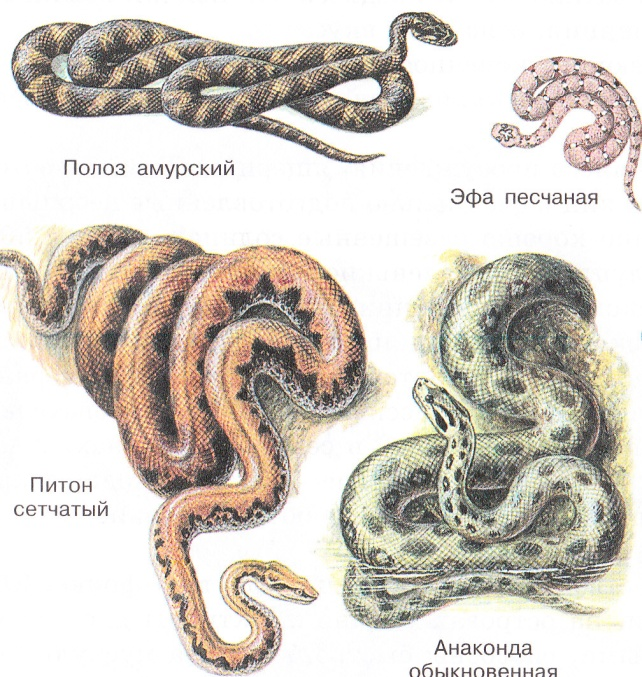 Полоз амурский
Эфа песчаная
Питон
сетчатый
Анаконда
обыкновенная